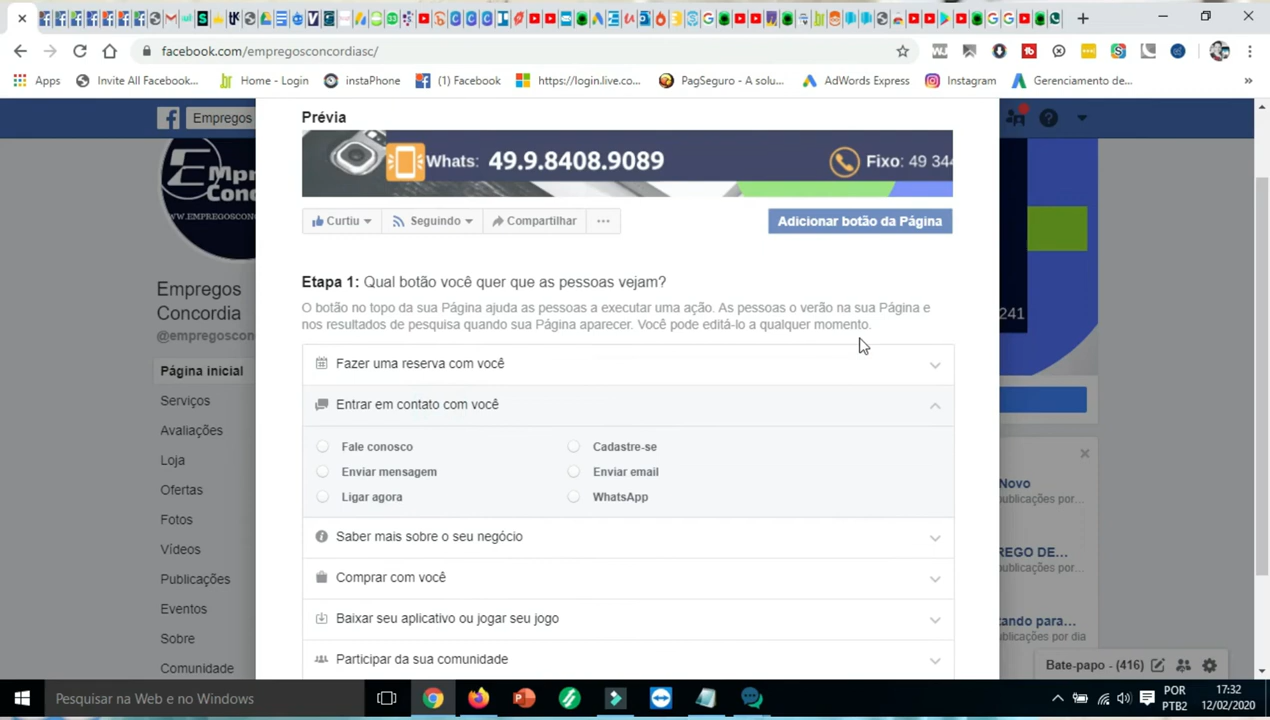 facebook.com/empregosconcordiasc/
Apps
Invite All Facebook...
Home - Login
instaPhone
(1) Facebook
https://login.live.co...
PagSeguro - A solu...
AdWords Express
Instagram
Gerenciamento de...
»
Empregos
Prévia
Whats: 49.9.8408.9089
Fixo: 49 344
Curtiu
Seguindo
Compartilhar
Adicionar botão da Página
Etapa 1: Qual botão você quer que as pessoas vejam?
O botão no topo da sua Página ajuda as pessoas a executar uma ação. As pessoas o verão na sua Página e
nos resultados de pesquisa quando sua Página aparecer. Você pode editá-lo a qualquer momento.
Fazer uma reserva com você
Entrar em contato com você
Fale conosco
Cadastre-se
Enviar mensagem
Enviar email
Ligar agora
WhatsApp
Saber mais sobre o seu negócio
Comprar com você
Baixar seu aplicativo ou jogar seu jogo
Participar da sua comunidade
Empr
Conc
WWW.EMPREGOSCON
Empregos
Concordia
@empregoscon
Página inicial
Serviços
Avaliações
Loja
Ofertas
Fotos
Vídeos
Publicações
Eventos
Sobre
Comunidade
241
Novo
ublicações por...
REGO DE...
ublicações por...
tando para...
ublicações por dia
Bate-papo - (416)
Pesquisar na Web e no Windows
POR
PTB2
17:32
12/02/2020